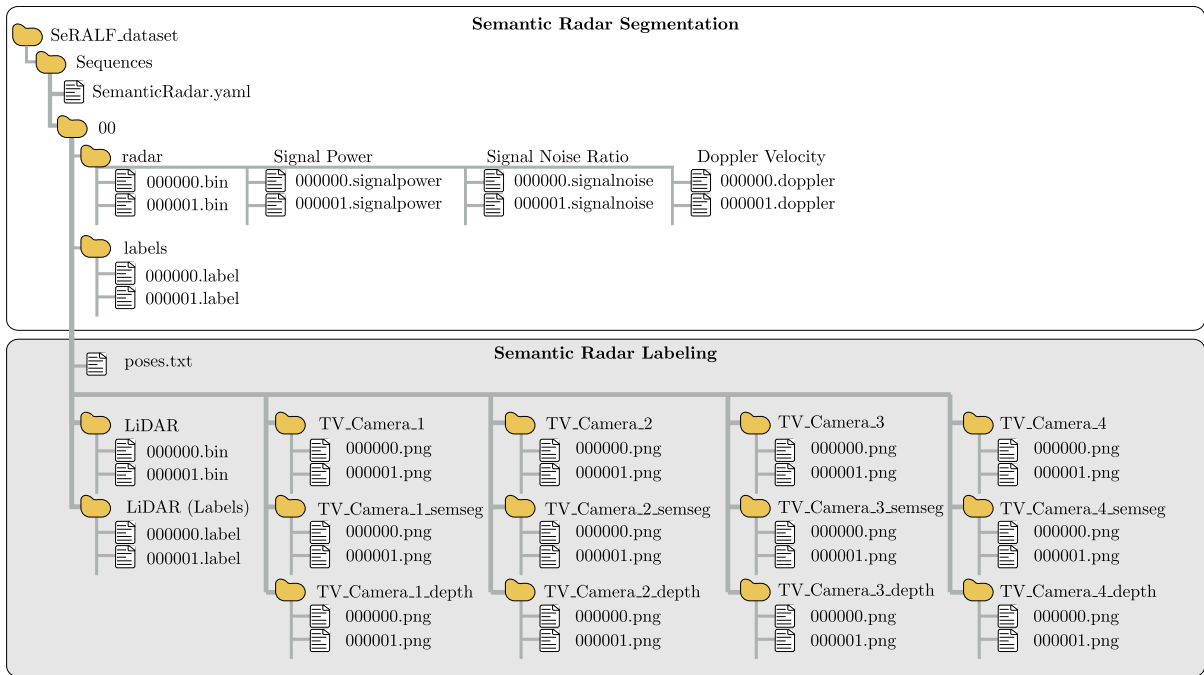 Semantic Radar Segmentation
SeRALF_dataset
Sequences
SemanticRadar.yaml
00
radar Signal Power Signal Noise Ratio Doppler Velocity
000000.bin 000000.signalpower 000000.signalnoise 000000.doppler
000001.bin 000001.signalpower 000001.signalnoise 000001.doppler
labels
000000.label
000001.label
Semantic Radar Labeling
poses.txt
LiDAR TV_Camera_1 TV_Camera_2 TV_Camera_3 TV_Camera_4
000000.bin 000000.png 000000.png 000000.png 000000.png
000001.bin 000001.png 000001.png 000001.png 000001.png
LiDAR (Labels) TV_Camera_1_semseg TV_Camera_2_semseg TV_Camera_3_semseg TV_Camera_4_semseg
000000.label 000000.png 000000.png 000000.png 000000.png
000001.label 000001.png 000001.png 000001.png 000001.png
TV_Camera_1_depth TV_Camera_2_depth TV_Camera_3_depth TV_Camera_4_depth
000000.png 000000.png 000000.png 000000.png
000001.png 000001.png 000001.png 000001.png